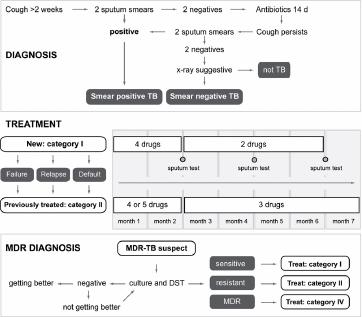 Cough >2 weeks 2 sputum smears 2 negatives Antibiotics 14 d
positive 2 sputum smears Cough persists
2 negatives
DIAGNOSIS
x-ray suggestive not TB
Smear positive TB Smear negative TB
TREATMENT
New: category I 4 drugs 2 drugs
sputum test sputum test sputum test
Failure Relapse Default
Previously treated: category II 4 or 5 drugs 3 drugs
month 1 month 2 month 3 month 4 month 5 month 6 month 7
MDR DIAGNOSIS MDR-TB suspect
sensitive Treat: category I
getting better negative culture and DST resistant Treat: category II
not getting better MDR Treat: category IV